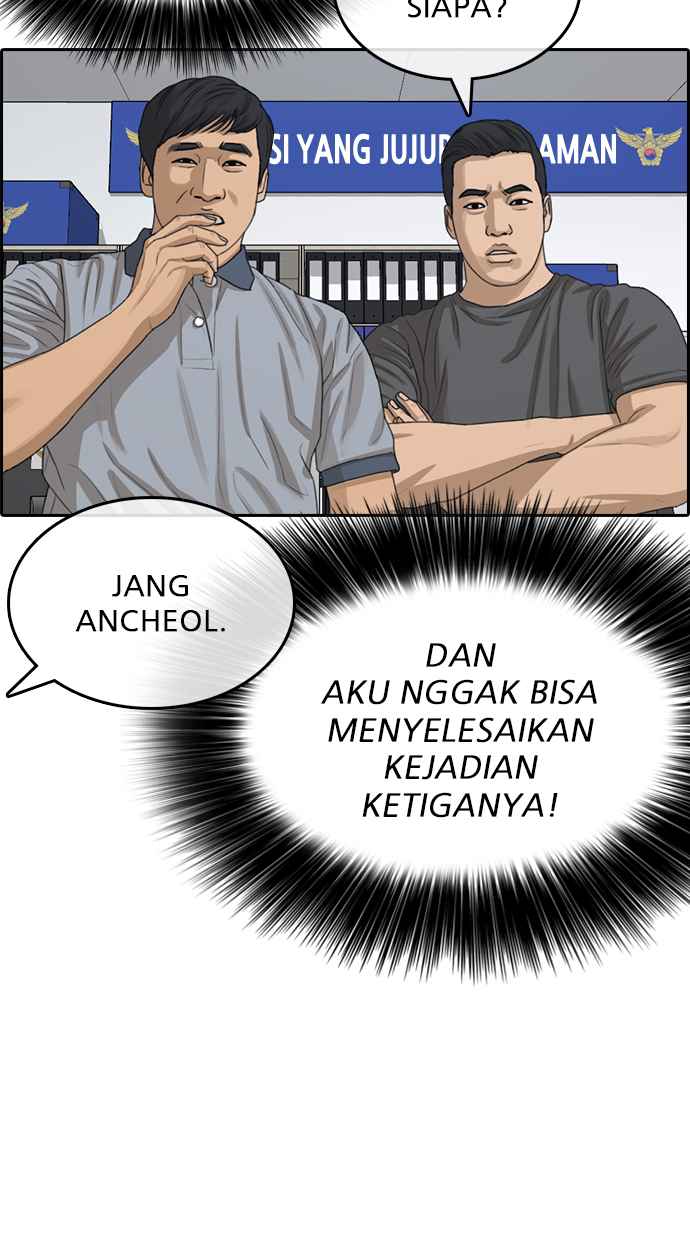 SIAPA?
SI YANG JUJUR
AMAN
JANG
ANCHEOL.
DAN
AKU NGGAK BISA
MENYELESAIKAN
KEJADIAN
KETIGANYA!